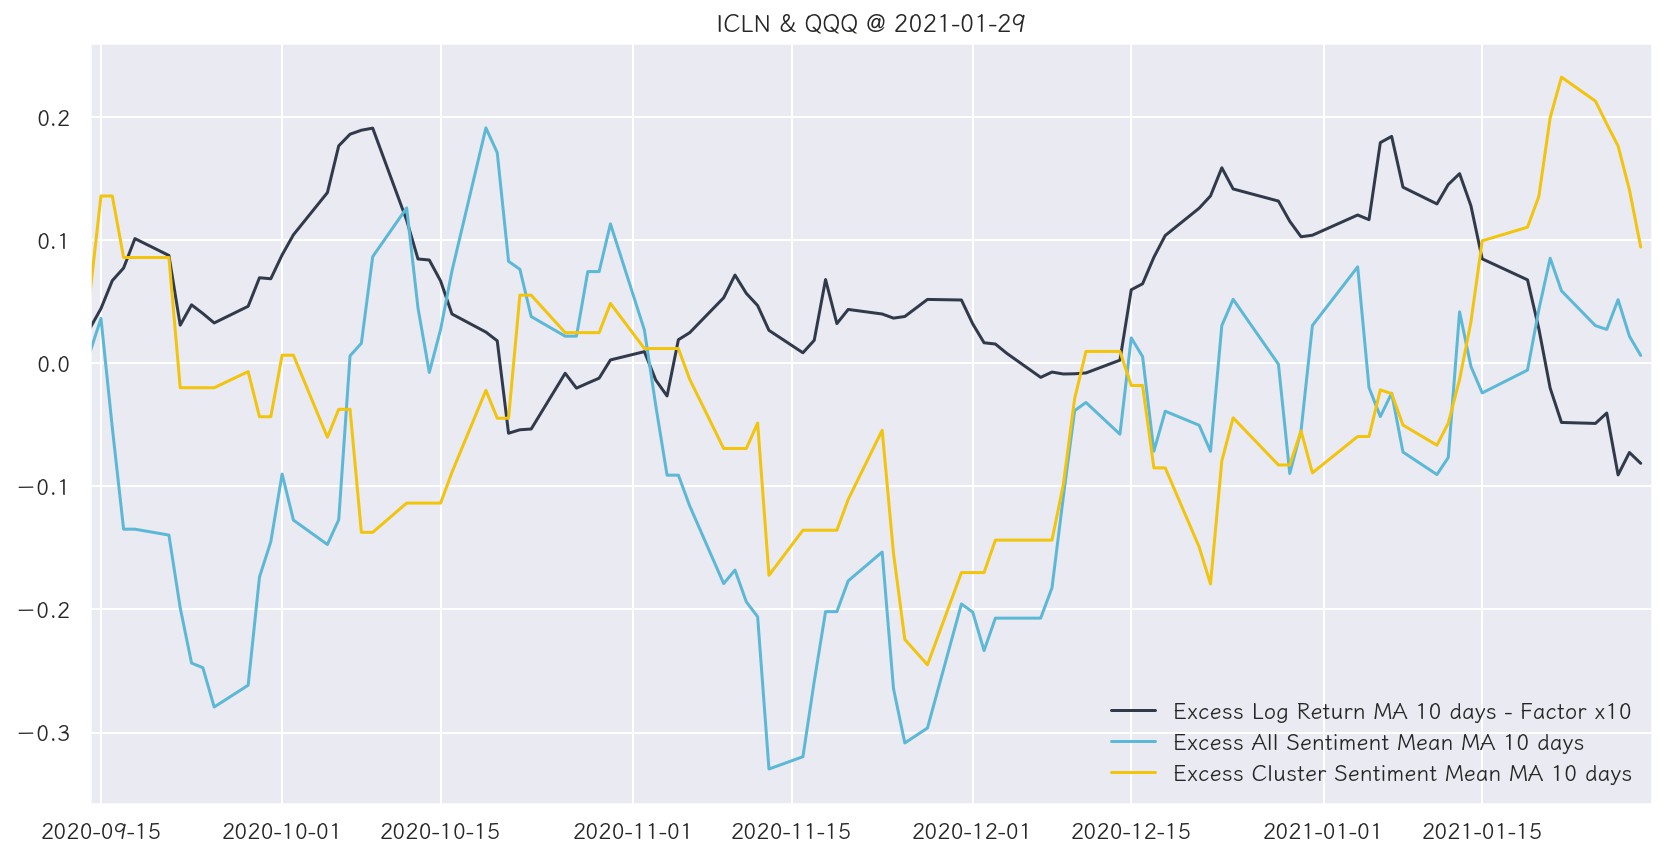 ICLN & QQQ @ 2021-01-29
0.2
0.1
0.0
−0.1
−0.2
−0.3
Excess Log Return MA 10 days - Factor x10
Excess All Sentiment Mean MA 10 days
Excess Cluster Sentiment Mean MA 10 days
2020-09-15 2020-10-01 2020-10-15 2020-11-01 2020-11-15 2020-12-01 2020-12-15 2021-01-01 2021-01-15